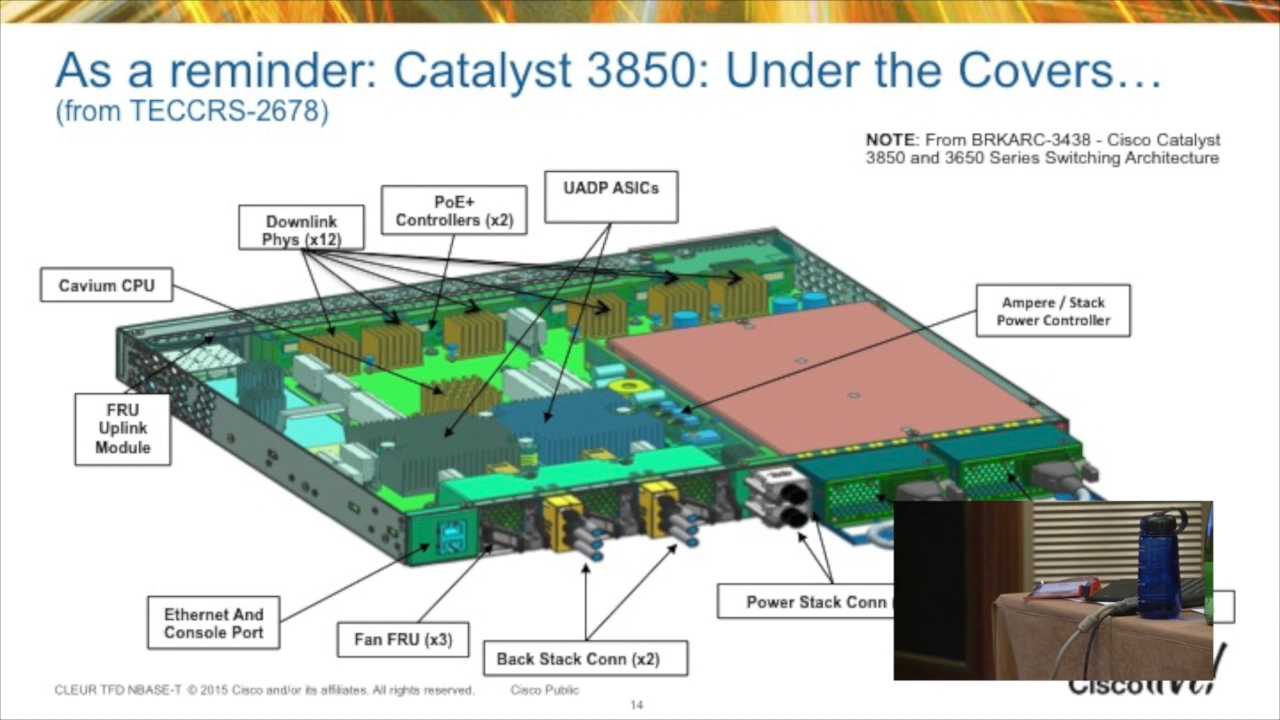 As a reminder: Catalyst 3850: Under the Covers…
(from TECCRS-2678)
NOTE: From BRKARC-3438 - Cisco Catalyst
3850 and 3650 Series Switching Architecture
UADP ASICs
PoE+
Controllers (x2)
Downlink
Phys (x12)
Cavium CPU
Ampere / Stack
Power Controller
FRU
Uplink
Module
Ethernet And
Console Port
Fan FRU (x3)
Back Stack Conn (x2)
Power Stack Conn (
CLEUR TFD NBASE-T © 2015 Cisco and/or its affiliates. All rights reserved. Cisco Public
14
Cisco live!